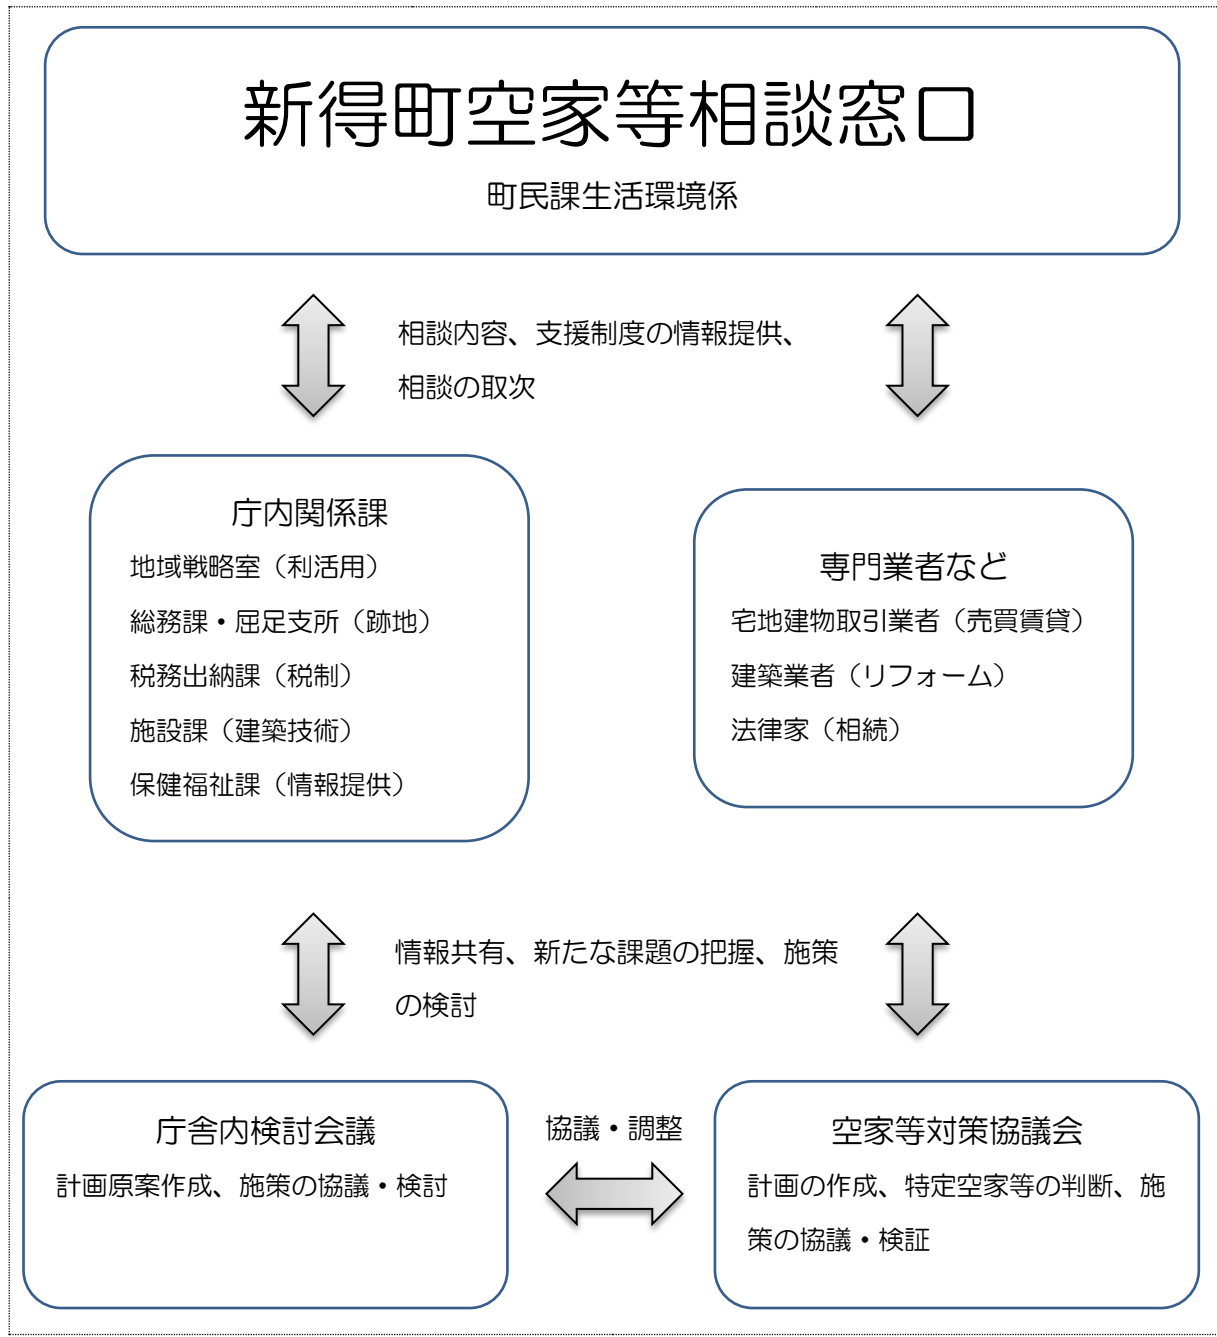 新得町空家等相談窓口
町民課生活環境係
相談内容、支援制度の情報提供、
相談の取次
庁内関係課
地域戦略室（利活用）
総務課・屈足支所（跡地）
税務出納課（税制）
施設課（建築技術）
保健福祉課（情報提供）
専門業者など
宅地建物取引業者（売買賃貸）
建築業者（リフォーム）
法律家（相続）
情報共有、新たな課題の把握、施策
の検討
庁舎内検討会議
計画原案作成、施策の協議・検討
協議・調整
空家等対策協議会
計画の作成、特定空家等の判断、施
策の協議・検証